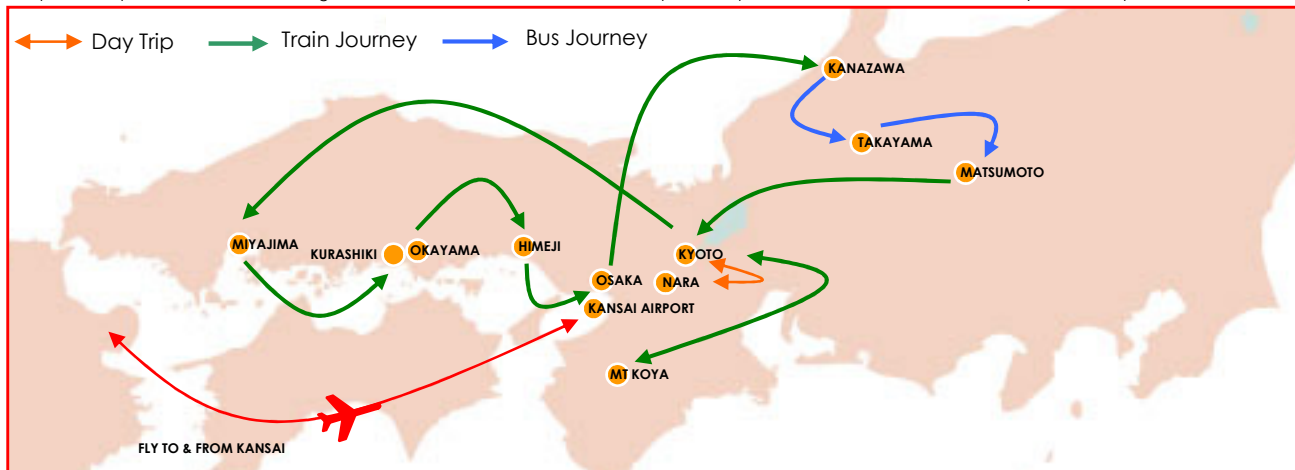 Day Trip
Train Journey
Bus Journey
KANAZAWA
TAKAYAMA
MATSUMOTO
MIYAJIMA
KURASHIKI
OKAYAMA
HIMEJI
KYOTO
OSAKA
NARA
KANSAI AIRPORT
MT KOYA
FLY TO & FROM KANSAI